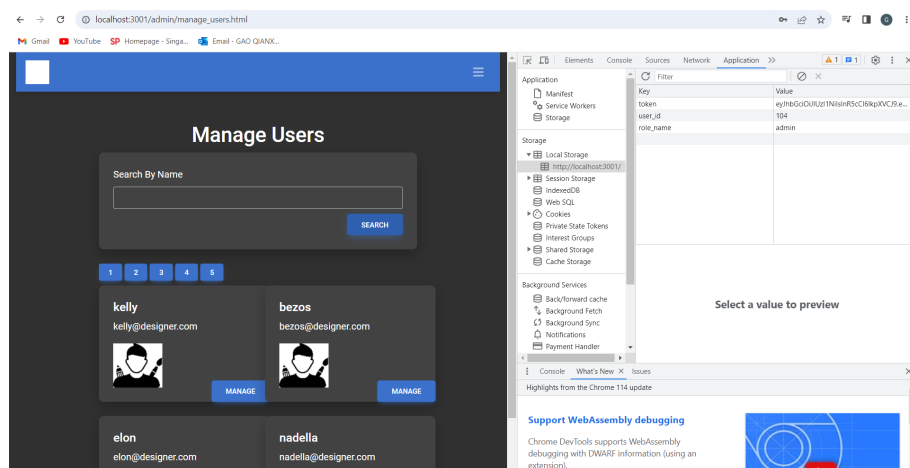 localhost:3001/admin/manage_users.html
G
Gmail YouTube SP Homepage - Singa... Email - GAO QIANX...
Elements Console Sources Network Application 1 1
Application
Manifest
Service Workers
Storage
Storage
Local Storage
http://localhost:3001/
Session Storage
IndexedDB
Web SQL
Cookies
Private State Tokens
Interest Groups
Shared Storage
Cache Storage
Background Services
Back/forward cache
Background Fetch
Background Sync
Notifications
Payment Handler
Filter
Key Value
token
user_id 104
role_name admin
Select a value to preview
Manage Users
Search By Name
SEARCH
1 2 3 4 5
kelly
kelly@designer.com
MANAGE
bezos
bezos@designer.com
MANAGE
elon
elon@designer.com
nadella
nadella@designer.com
Console What's New Issues
Highlights from the Chrome 114 update
Support WebAssembly debugging
Chrome DevTools supports WebAssembly
debugging with DWARF information (using an
extension).